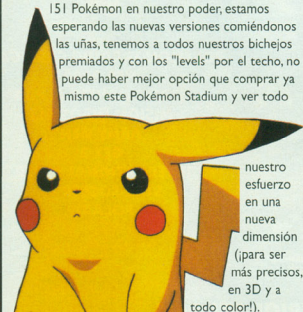 151 Pokémon en nuestro poder, estamos
esperando las nuevas versiones comiéndonos
las uñas, tenemos a todos nuestros bichejos
premiados y con los "levels" por el techo, no
puede haber mejor opción que comprar ya
mismo este Pokémon Stadium y ver todo
nuestro
esfuerzo
en una
nueva
dimensión
(¡para ser
más precisos,
en 3D y a
todo color!).